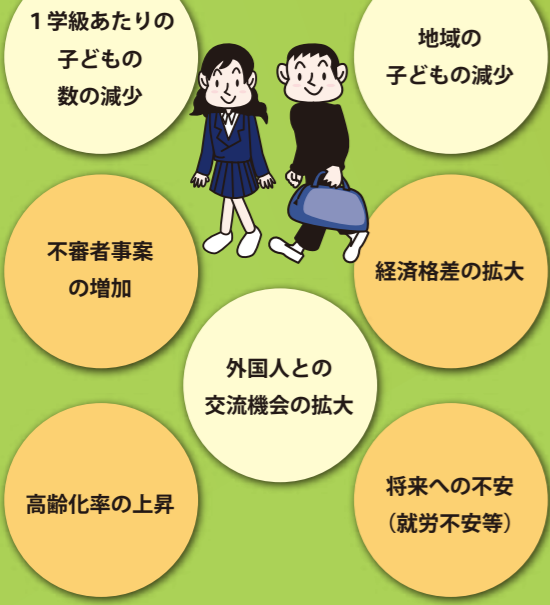 １学級あたりの
子どもの
数の減少
地域の
子どもの減少
不審者事案
の増加
経済格差の拡大
外国人との
交流機会の拡大
高齢化率の上昇
将来への不安
（就労不安等）